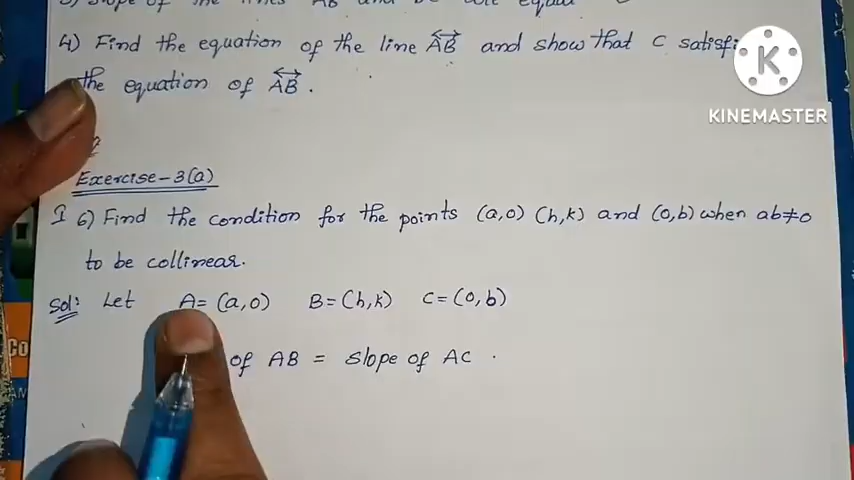 4) Find the equation of the line AB and show that C
the equation of AB.
Exercise-3(a)
I 6) Find the condition for the points (a,0) (h,k) and (0,b) when ab≠0
to be collinear.
Sol: Let A=(a,0) B=(h,k) C=(0,b)
of AB = slope of AC.
KINEMASTER